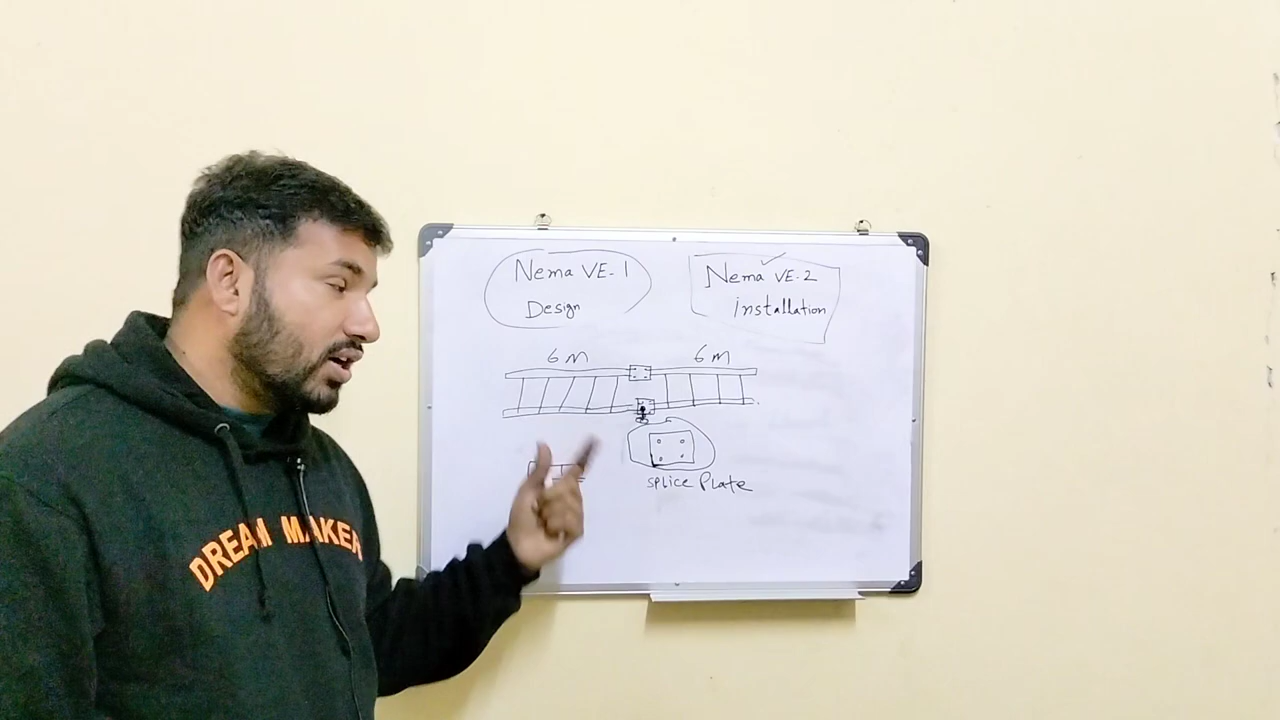 Nema VE-1
Design
Nema VE-2
installation
6 M
6 M
splice Plate
DREAM MAKER